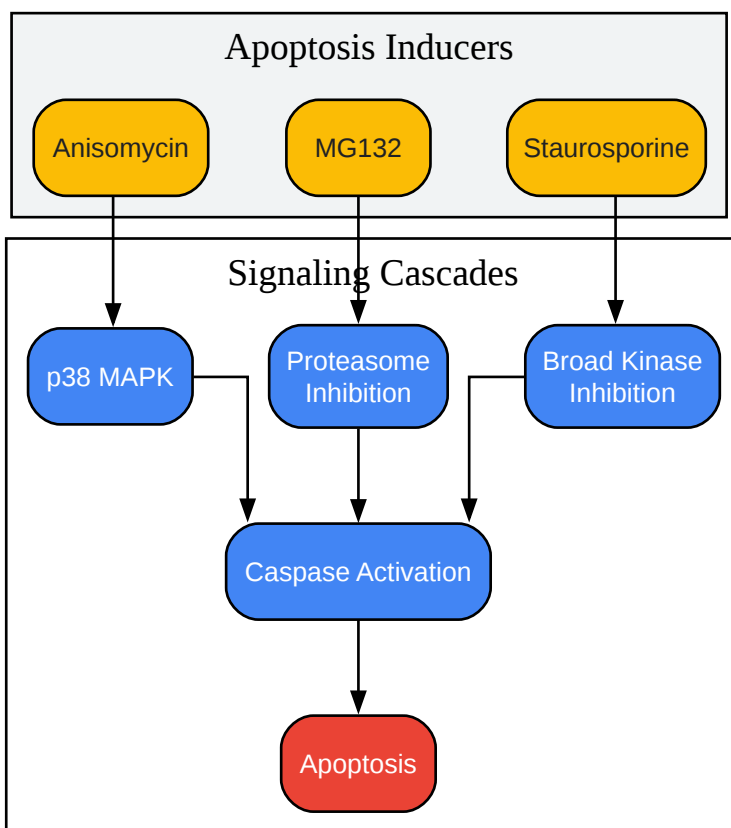 Apoptosis Inducers
Anisomycin
MG132
Staurosporine
Signaling Cascades
p38 MAPK
Proteasome
Inhibition
Broad Kinase
Inhibition
Caspase Activation
Apoptosis